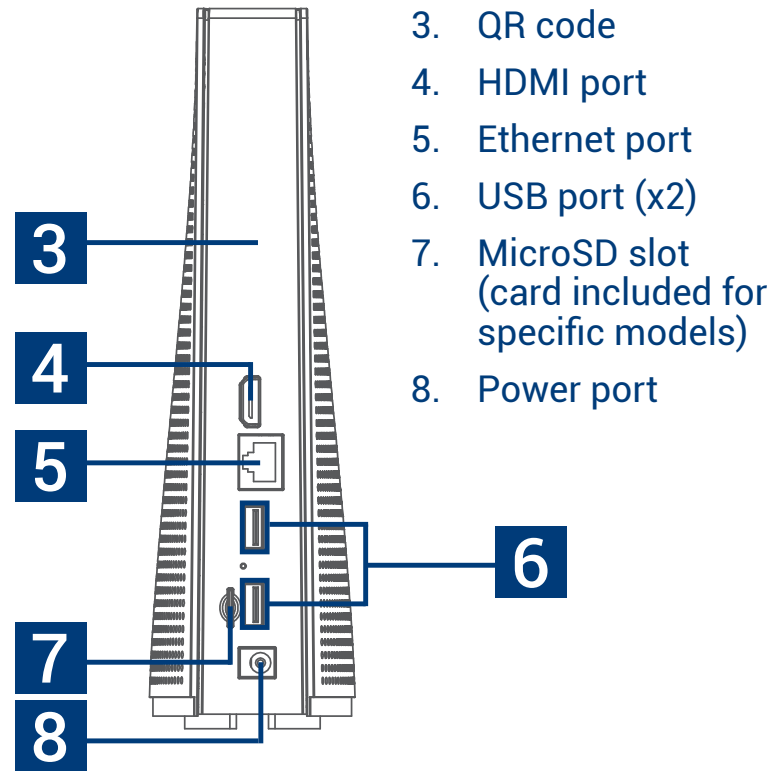 3. QR code
4. HDMI port
5. Ethernet port
6. USB port (x2)
7. MicroSD slot
(card included for
specific models)
8. Power port
3
4
5
6
7
8